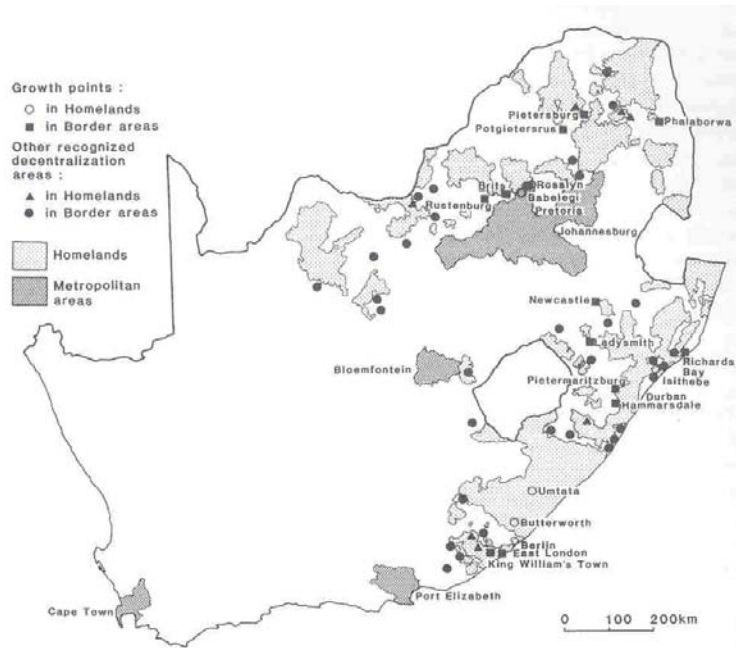 Growth points :
in Homelands
in Border areas
Other recognized
decentralization
areas :
in Homelands
in Border areas
Homelands
Metropolitan
areas
Pietersburg
Potgietersrus
Phalaborwa
Brits
Rosslyn
Babelegi
Rustenburg
Pretoria
Johannesburg
Newcastle
Ladysmith
Bloemfontein
Richards
Bay
Pietermaritzburg
Isithebe
Durban
Hammarsdale
Umtata
Butterworth
Berlin
East London
King William's Town
Port Elizabeth
Cape Town
0 100 200km